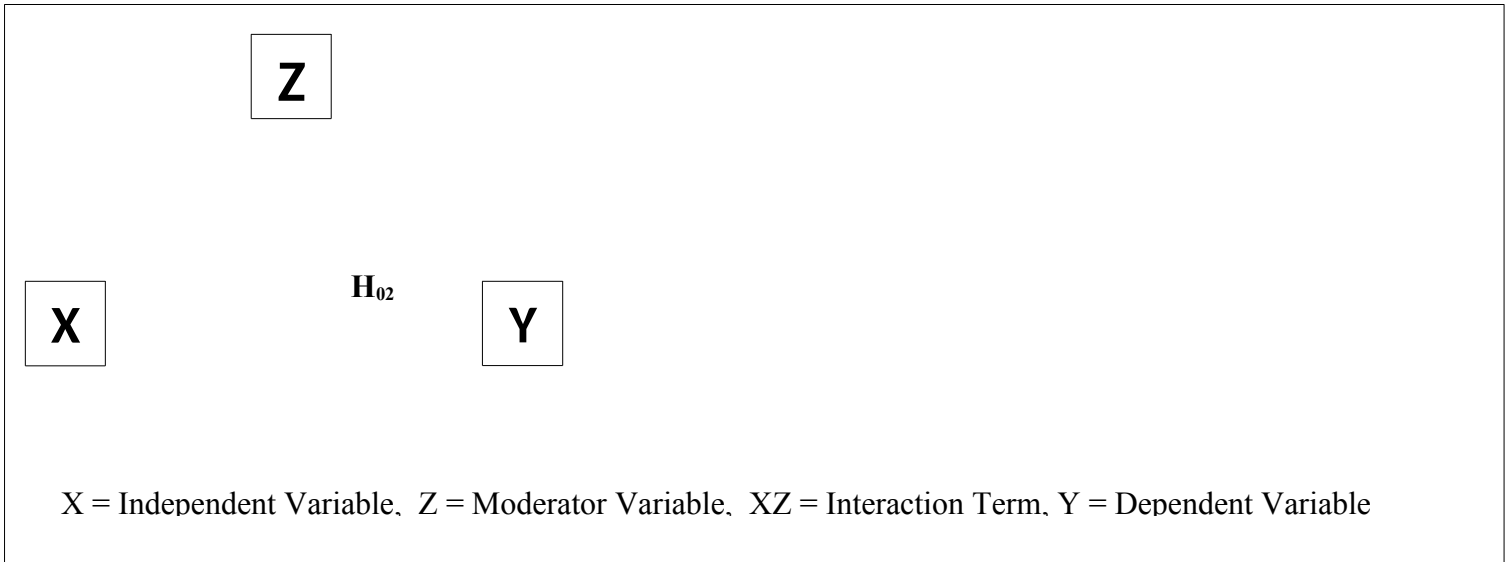 Z
H₀₂
X
Y
X = Independent Variable, Z = Moderator Variable, XZ = Interaction Term, Y = Dependent Variable